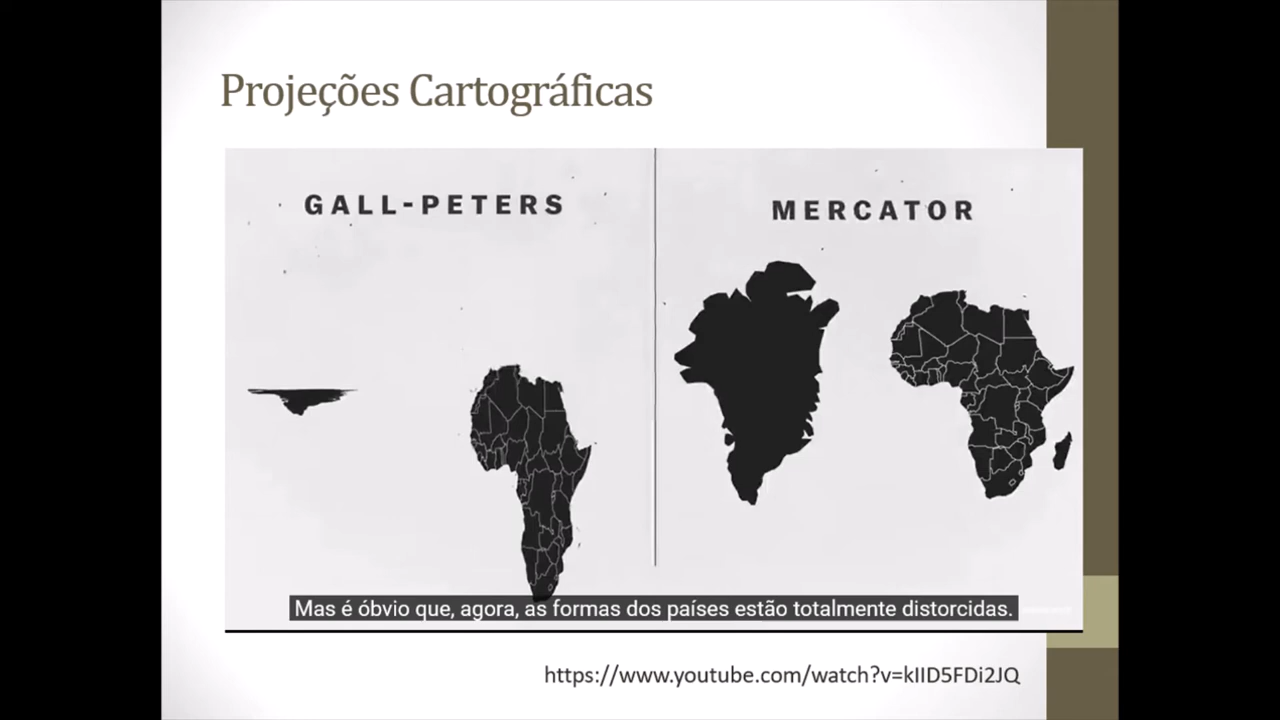 Projeções Cartográficas
GALL-PETERS
MERCATOR
Mas é óbvio que, agora, as formas dos países estão totalmente distorcidas.
https://www.youtube.com/watch?v=kIID5FDi2JQ